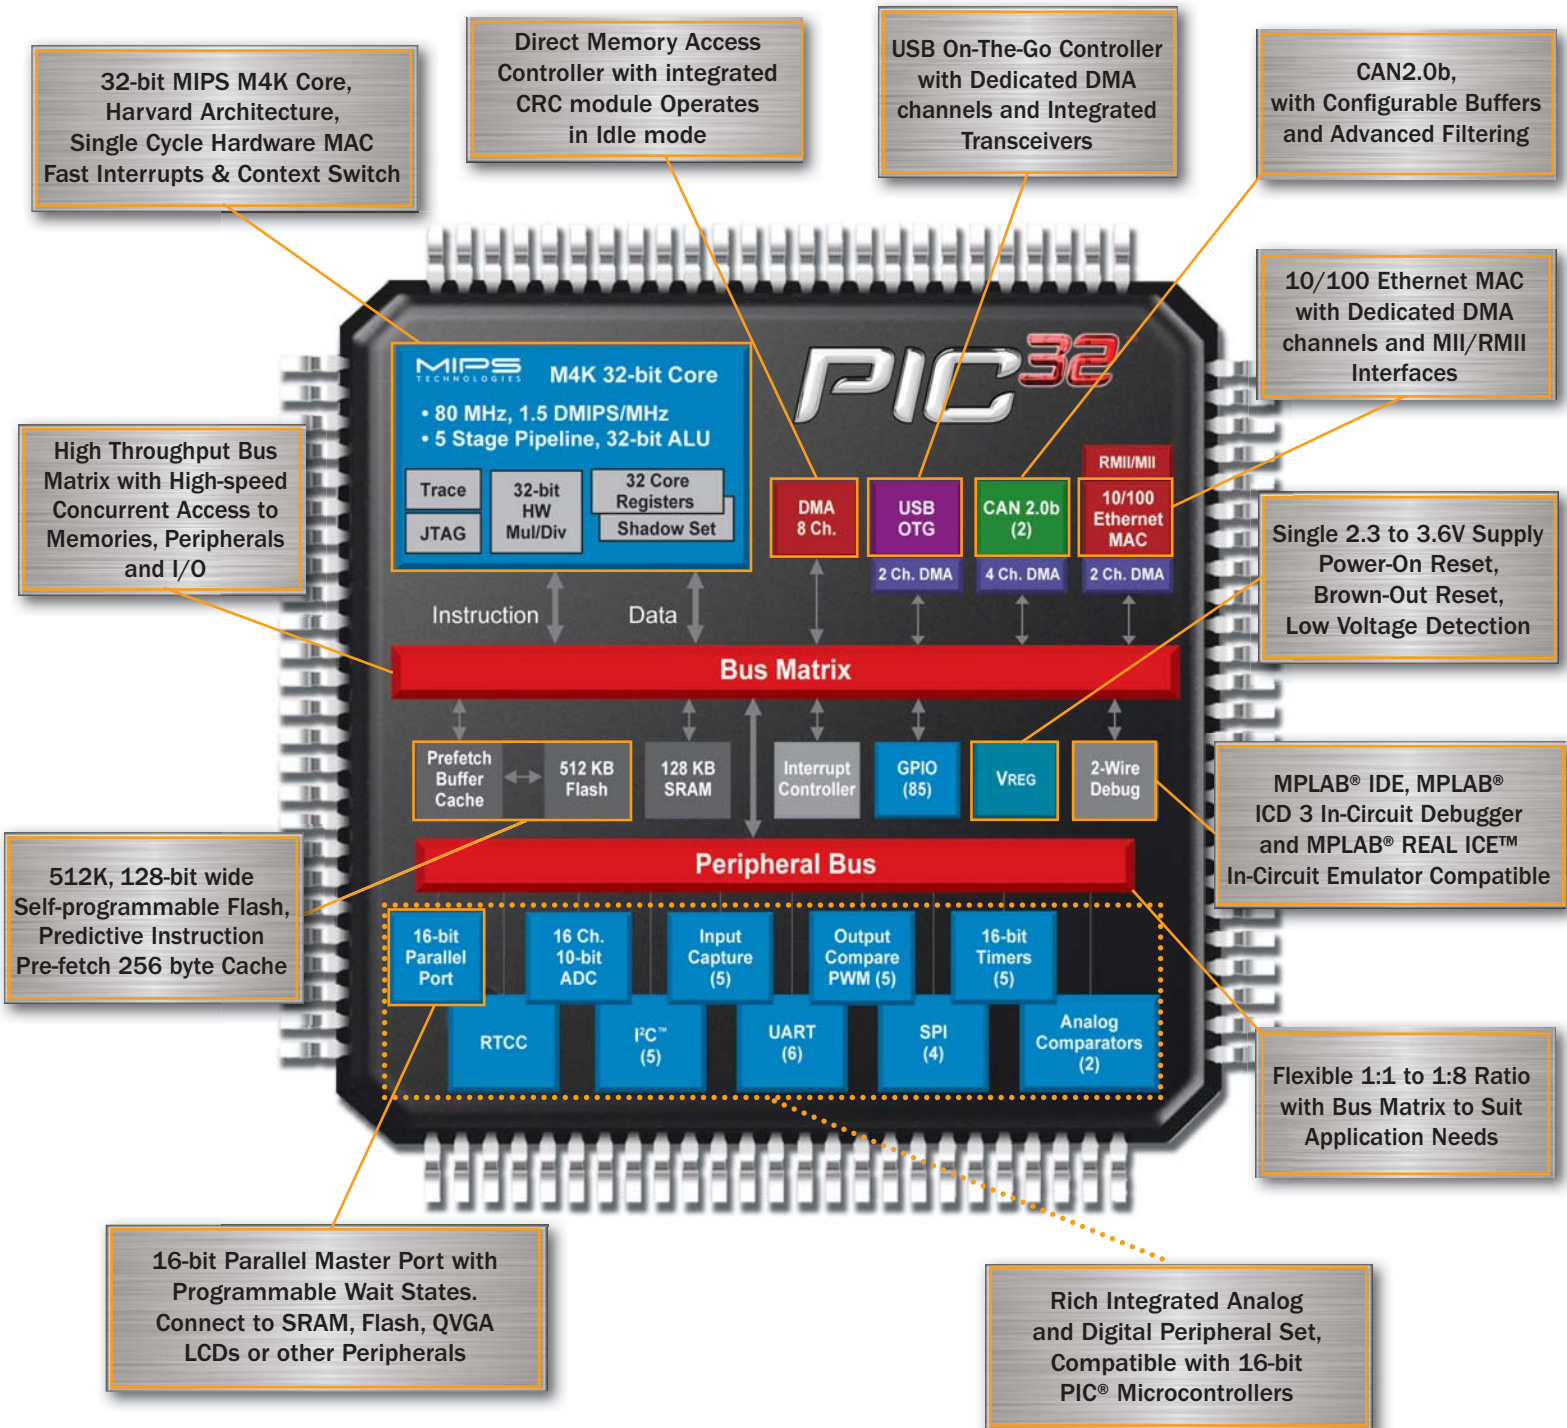 32-bit MIPS M4K Core,
Harvard Architecture,
Single Cycle Hardware MAC
Fast Interrupts & Context Switch
Direct Memory Access
Controller with integrated
CRC module Operates
in Idle mode
USB On-The-Go Controller
with Dedicated DMA
channels and Integrated
Transceivers
CAN2.0b,
with Configurable Buffers
and Advanced Filtering
10/100 Ethernet MAC
with Dedicated DMA
channels and MII/RMII
Interfaces
MIPS
TECHNOLOGIES
M4K 32-bit Core
• 80 MHz, 1.5 DMIPS/MHz
• 5 Stage Pipeline, 32-bit ALU
Trace
JTAG
32-bit
HW
Mul/Div
32 Core
Registers
Shadow Set
PIC32
DMA
8 Ch.
USB
OTG
2 Ch. DMA
CAN 2.0b
(2)
4 Ch. DMA
RMII/MII
10/100
Ethernet
MAC
2 Ch. DMA
High Throughput Bus
Matrix with High-speed
Concurrent Access to
Memories, Peripherals
and I/O
Single 2.3 to 3.6V Supply
Power-On Reset,
Brown-Out Reset,
Low Voltage Detection
Instruction
Data
Bus Matrix
Prefetch
Buffer
Cache
512 KB
Flash
128 KB
SRAM
Interrupt
Controller
GPIO
(85)
VREG
2-Wire
Debug
MPLAB® IDE, MPLAB®
ICD 3 In-Circuit Debugger
and MPLAB® REAL ICE™
In-Circuit Emulator Compatible
Peripheral Bus
512K, 128-bit wide
Self-programmable Flash,
Predictive Instruction
Pre-fetch 256 byte Cache
16-bit
Parallel
Port
16 Ch.
10-bit
ADC
Input
Capture
(5)
Output
Compare
PWM (5)
16-bit
Timers
(5)
RTCC
I²C™
(5)
UART
(6)
SPI
(4)
Analog
Comparators
(2)
Flexible 1:1 to 1:8 Ratio
with Bus Matrix to Suit
Application Needs
16-bit Parallel Master Port with
Programmable Wait States.
Connect to SRAM, Flash, QVGA
LCDs or other Peripherals
Rich Integrated Analog
and Digital Peripheral Set,
Compatible with 16-bit
PIC® Microcontrollers